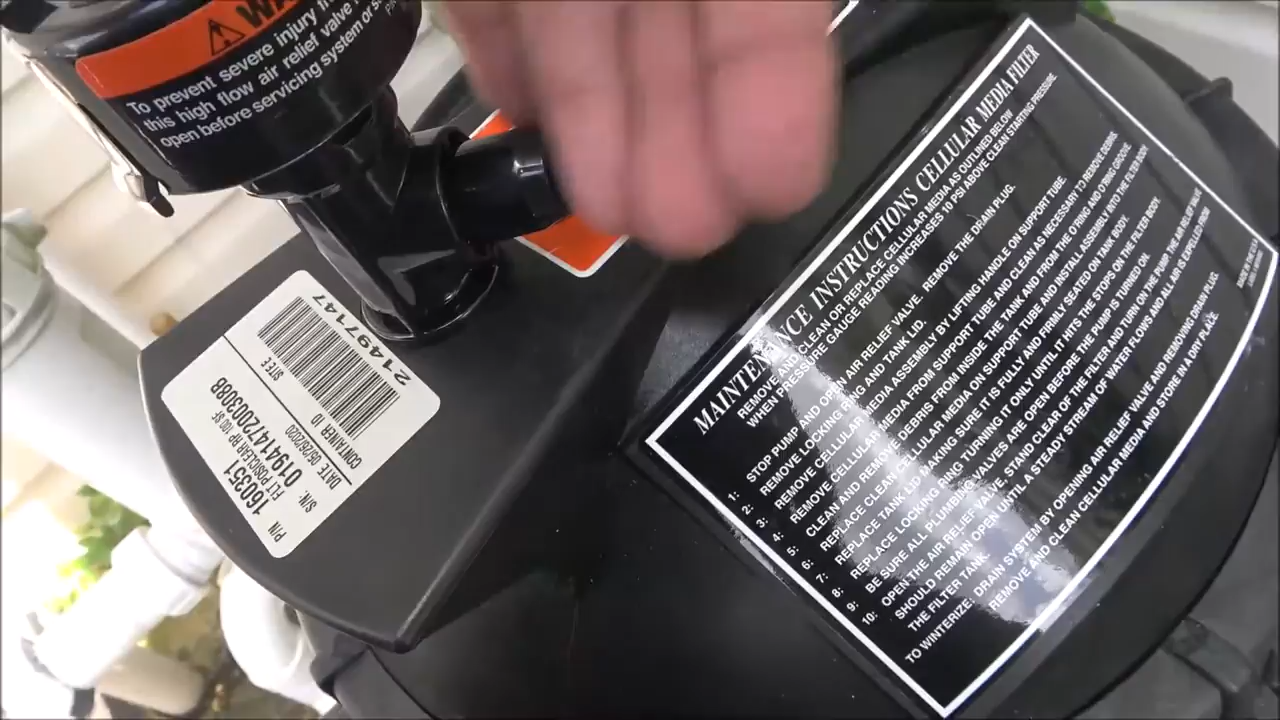 WA
To prevent severe injury
this high flow air relief valve
open before servicing system or
P/N 160351
FLT POSICLEAR RP 100 SF
S/N, 0194147200308B
DATE 05/26/2020
CONTAINER ID
SITE E
21497147
MAINTENANCE INSTRUCTIONS CELLULAR MEDIA FILTER
REMOVE AND CLEAN OR REPLACE CELLULAR MEDIA AS OUTLINED BELOW
WHEN PRESSURE GAUGE READING INCREASES 10 PSI ABOVE CLEAN STARTING PRESSURE.
1: STOP PUMP AND OPEN AIR RELIEF VALVE. REMOVE THE DRAIN PLUG.
2: REMOVE LOCKING RING AND TANK LID.
3: REMOVE CELLULAR MEDIA ASSEMBLY BY LIFTING HANDLE ON SUPPORT TUBE.
4: REMOVE CELLULAR MEDIA FROM SUPPORT TUBE AND CLEAN AS NECESSARY TO REMOVE DEBRIS
5: CLEAN AND REMOVE DEBRIS FROM INSIDE THE TANK AND FROM THE O'RING AND O'RING GROOVE.
6: REPLACE CLEAN CELLULAR MEDIA ON SUPPORT TUBE AND INSTALL ASSEMBLY INTO THE FILTER BODY.
7: REPLACE TANK LID MAKING SURE IT IS FULLY AND FIRMLY SEATED ON TANK BODY.
8: REPLACE LOCKING RING TURNING IT ONLY UNTIL IT HITS THE STOPS ON THE FILTER BODY.
9: BE SURE ALL PLUMBING VALVES ARE OPEN BEFORE THE PUMP IS TURNED ON.
10: OPEN THE AIR RELIEF VALVE, STAND CLEAR OF THE FILTER AND TURN ON THE PUMP. THE AIR RELIEF VALVE
SHOULD REMAIN OPEN UNTIL A STEADY STREAM OF WATER FLOWS AND ALL AIR IS EXPELLED FROM
THE FILTER TANK.
TO WINTERIZE: DRAIN SYSTEM BY OPENING AIR RELIEF VALVE AND REMOVING DRAIN PLUG.
REMOVE AND CLEAN CELLULAR MEDIA AND STORE IN A DRY PLACE.